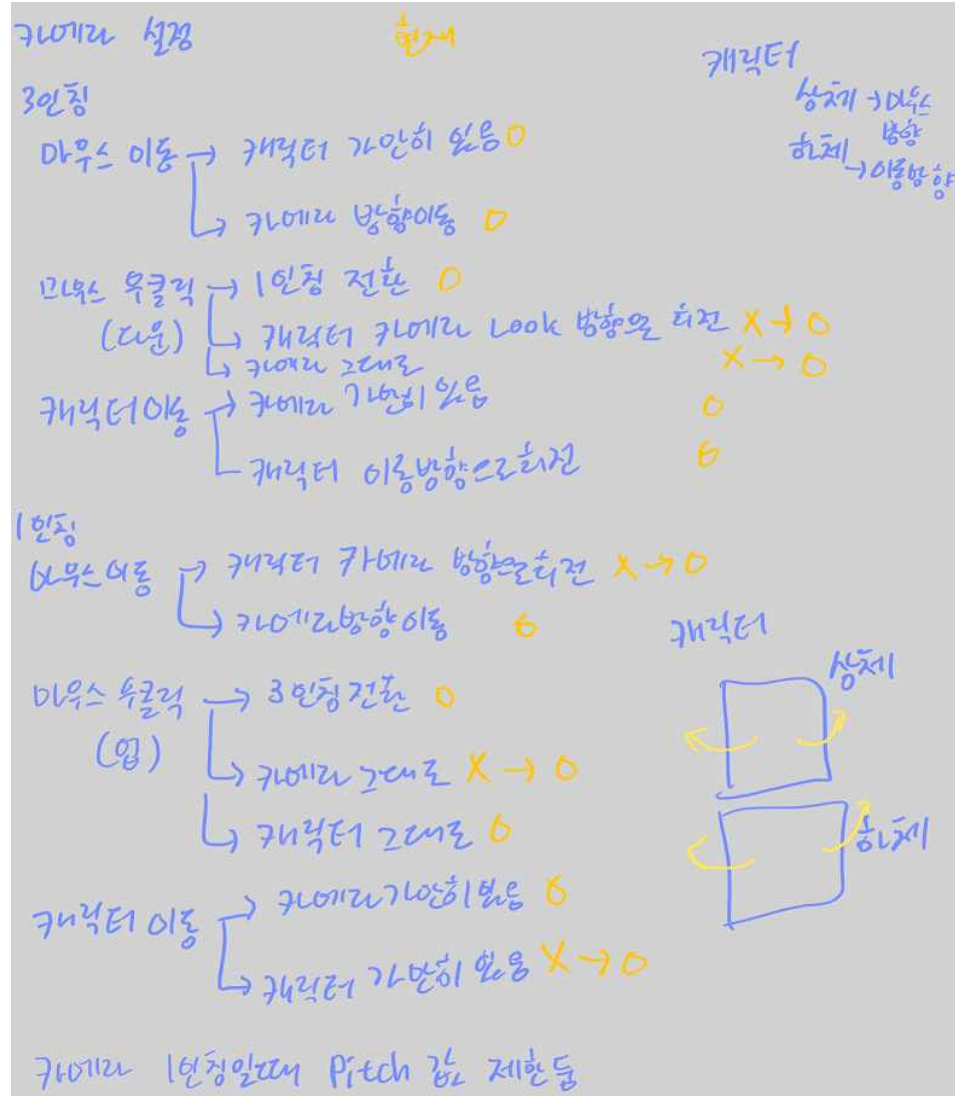 카메라 설정 현재
3인칭
마우스 이동 → 캐릭터 가만히 있음 O
→ 카메라 방향이동 O
마우스 우클릭 → 1인칭 전환 O
(다운) → 캐릭터 카메라 Look 방향으로 회전 X → O
→ 카메라 그대로 X → O
캐릭터이동 → 카메라 가만히 있음 O
캐릭터 이동방향으로회전 O
1인칭
마우스이동 → 캐릭터 카메라 방향으로회전 X → O
→ 카메라방향이동 O
마우스 우클릭 → 3인칭전환 O
(업) → 카메라 그대로 X → O
→ 캐릭터 그대로 O
캐릭터 이동 → 카메라가만히있음 O
→ 캐릭터 가만히 있음 X → O
카메라 1인칭일때 Pitch 값 제한둠
캐릭터
상체 → 마우스
방향
하체 → 이동방향
캐릭터
상체
하체